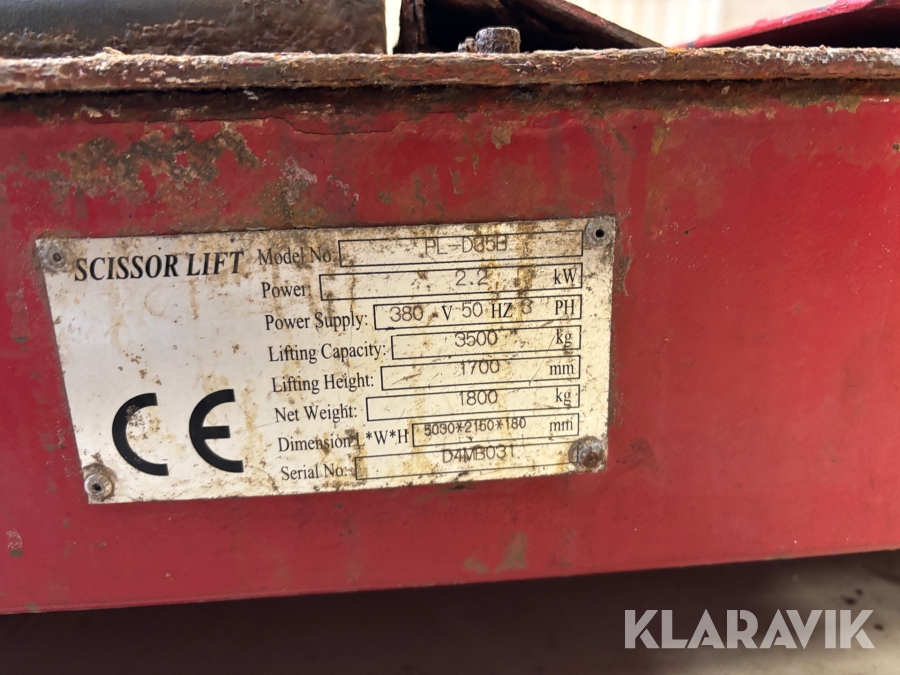 SCISSOR LIFT
Model No: PL-D35B
Power: 2.2 kW
Power Supply: 380 V 50 HZ 3 PH
Lifting Capacity: 3500 kg
Lifting Height: 1700 mm
Net Weight: 1800 kg
Dimension L*W*H 5030*2150*180 mm
Serial No: D4MB031
CE
KLARAVIK